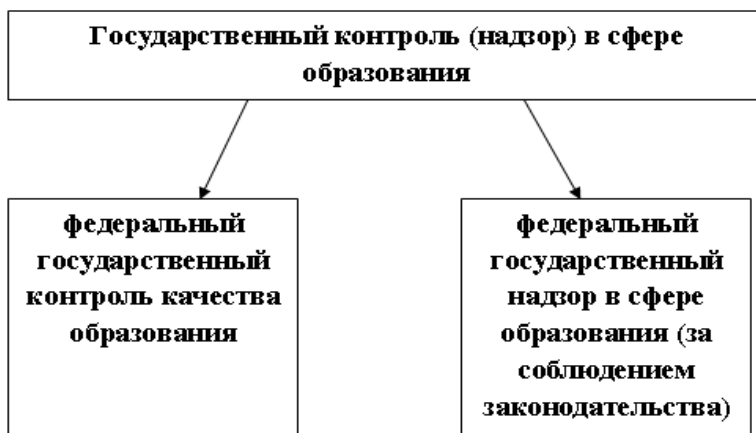 Государственный контроль (надзор) в сфере
образования
федеральный
государственный
контроль качества
образования
федеральный
государственный
надзор в сфере
образования (за
соблюдением
законодательства)